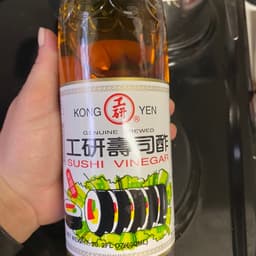 KONG 工研 ® YEN
GENUINE BREWED
工研壽司酢
SUSHI VINEGAR